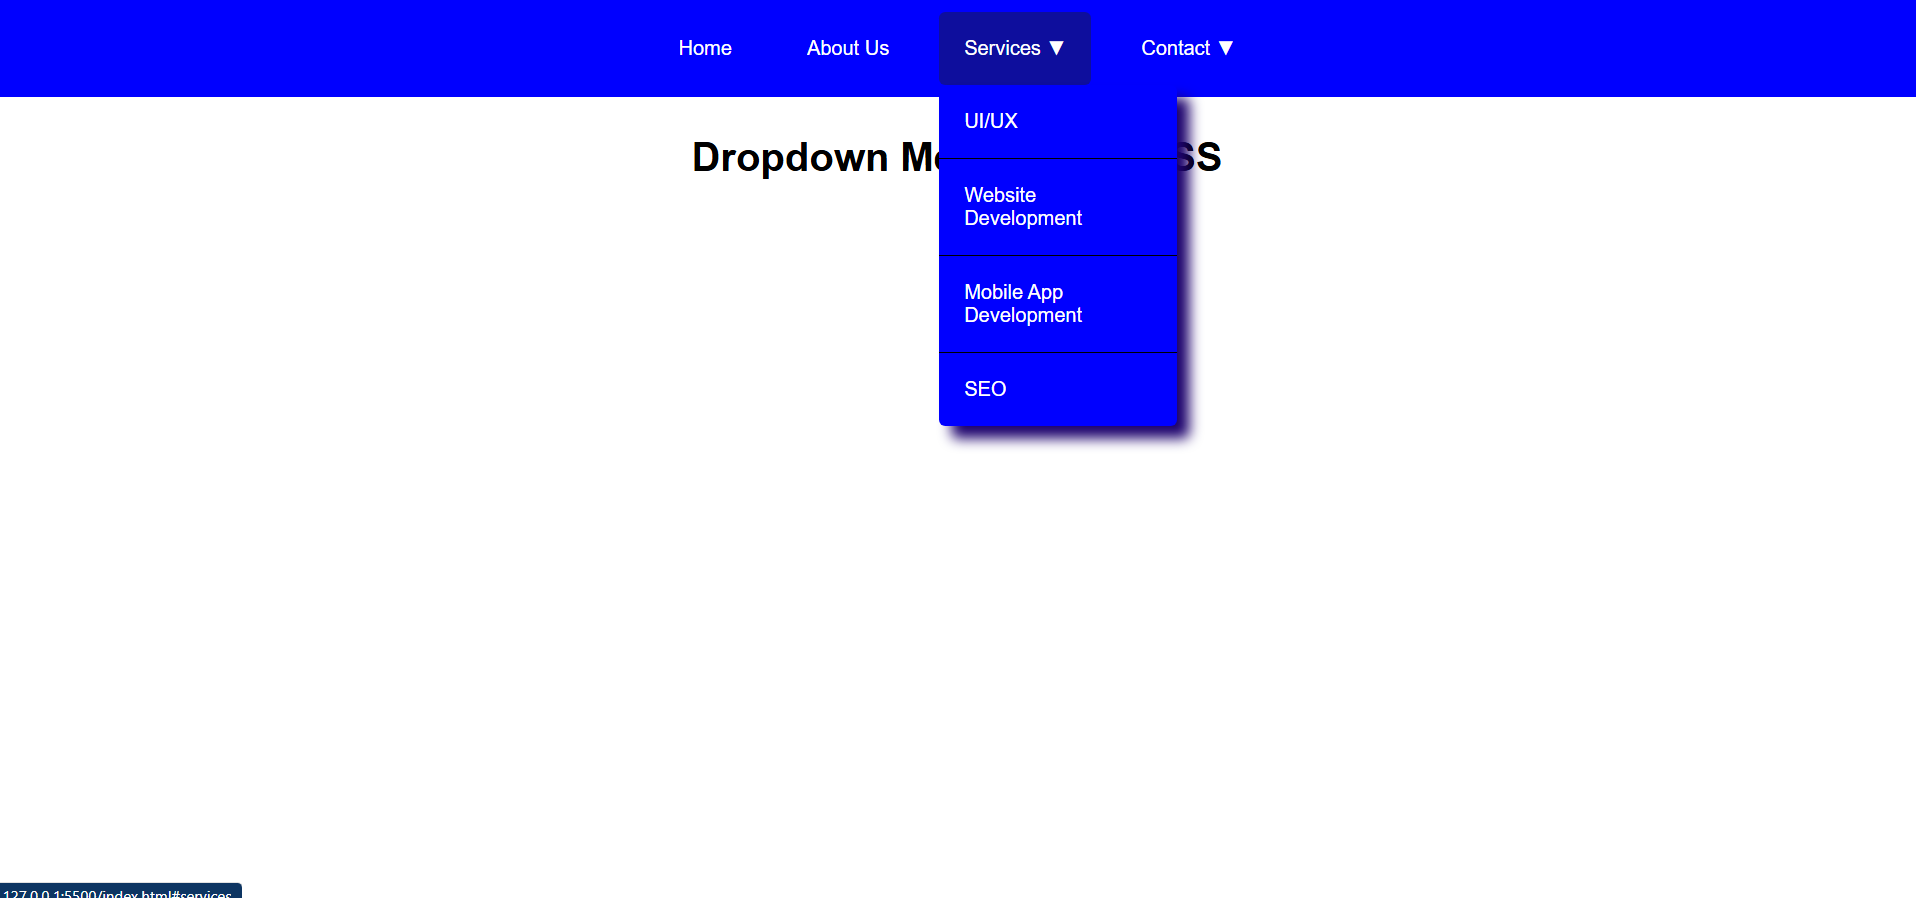 Home About Us Services ▼ Contact ▼
UI/UX
Dropdown M SS
Website
Development
Mobile App
Development
SEO
127.0.0.1:5500/index.html#services